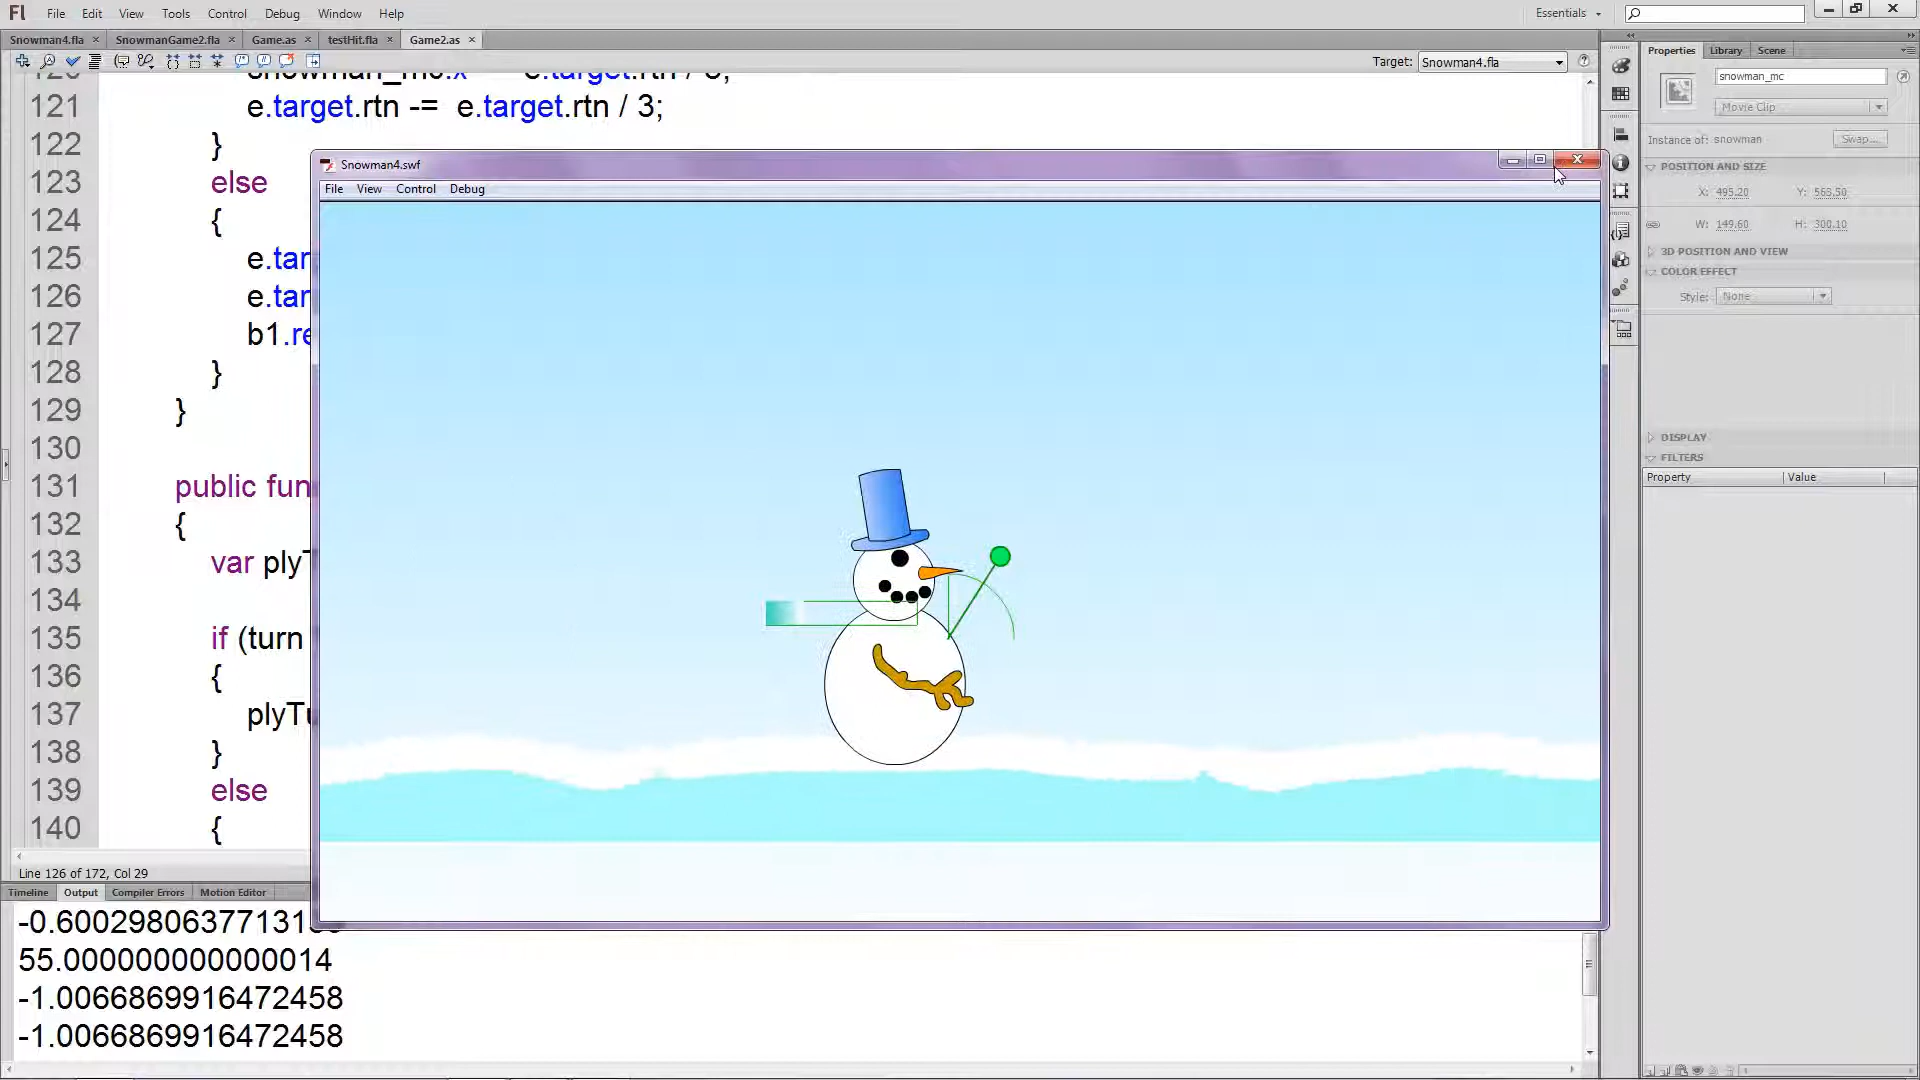 Fl File Edit View Tools Control Debug Window Help Essentials
Snowman4.fla × SnowmanGame2.fla × Game.as × testHit.fla × Game2.as ×
Target: Snowman4.fla
Properties Library Scene
snowman_mc
Movie Clip
Instance of: snowman Swap...
POSITION AND SIZE
X: 495.20 Y: 563.50
W: 149.60 H: 300.10
3D POSITION AND VIEW
COLOR EFFECT
Style: None
DISPLAY
FILTERS
Property Value
121 e.target.rtn -= e.target.rtn / 3;
122 }
123 else
124 {
125 e.tar
126 e.tar
127 b1.re
128 }
129 }
130
131 public fun
132 {
133 var plyT
134
135 if (turn
136 {
137 plyTu
138 }
139 else
140 {
Snowman4.swf
File View Control Debug
Line 126 of 172, Col 29
Timeline Output Compiler Errors Motion Editor
-0.60029806377131
55.000000000000014
-1.0066869916472458
-1.0066869916472458